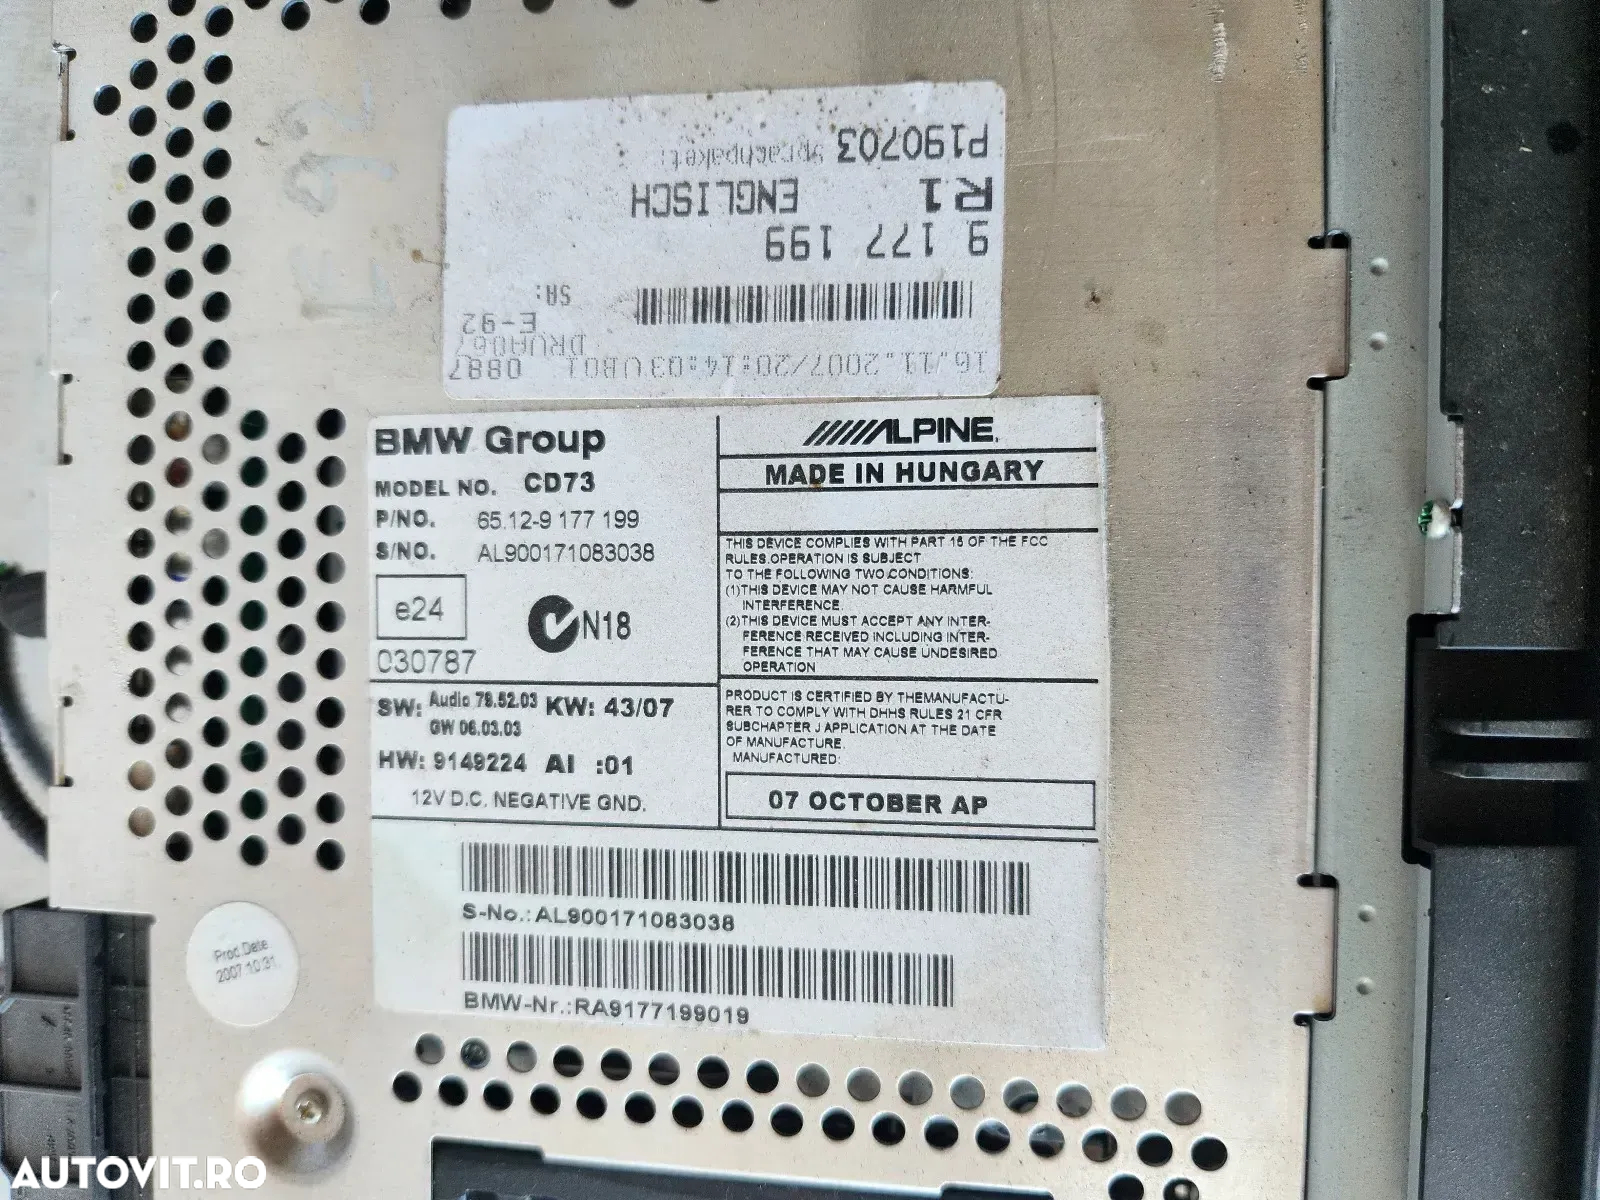 P190703 Sprachpaket:
R1 ENGLISCH
9 177 199
SA:
E-92
DRUA067
16.11.2007/20:14:03UB01 0887
E92
BMW Group
MODEL NO. CD73
P/NO. 65.12-9 177 199
S/NO. AL900171083038
e24
N18
030787
SW: Audio 78.52.03 KW: 43/07
GW 06.03.03
HW: 9149224 AI :01
12V D.C. NEGATIVE GND.
ALPINE
MADE IN HUNGARY
THIS DEVICE COMPLIES WITH PART 15 OF THE FCC
RULES.OPERATION IS SUBJECT
TO THE FOLLOWING TWO CONDITIONS:
(1)THIS DEVICE MAY NOT CAUSE HARMFUL
INTERFERENCE.
(2)THIS DEVICE MUST ACCEPT ANY INTER-
FERENCE RECEIVED INCLUDING INTER-
FERENCE THAT MAY CAUSE UNDESIRED
OPERATION
PRODUCT IS CERTIFIED BY THEMANUFACTU-
RER TO COMPLY WITH DHHS RULES 21 CFR
SUBCHAPTER J APPLICATION AT THE DATE
OF MANUFACTURE.
MANUFACTURED:
07 OCTOBER AP
S-No.: AL900171083038
BMW-Nr.: RA9177199019
Prod.Date
2007.10.31.
AUTOVIT.RO